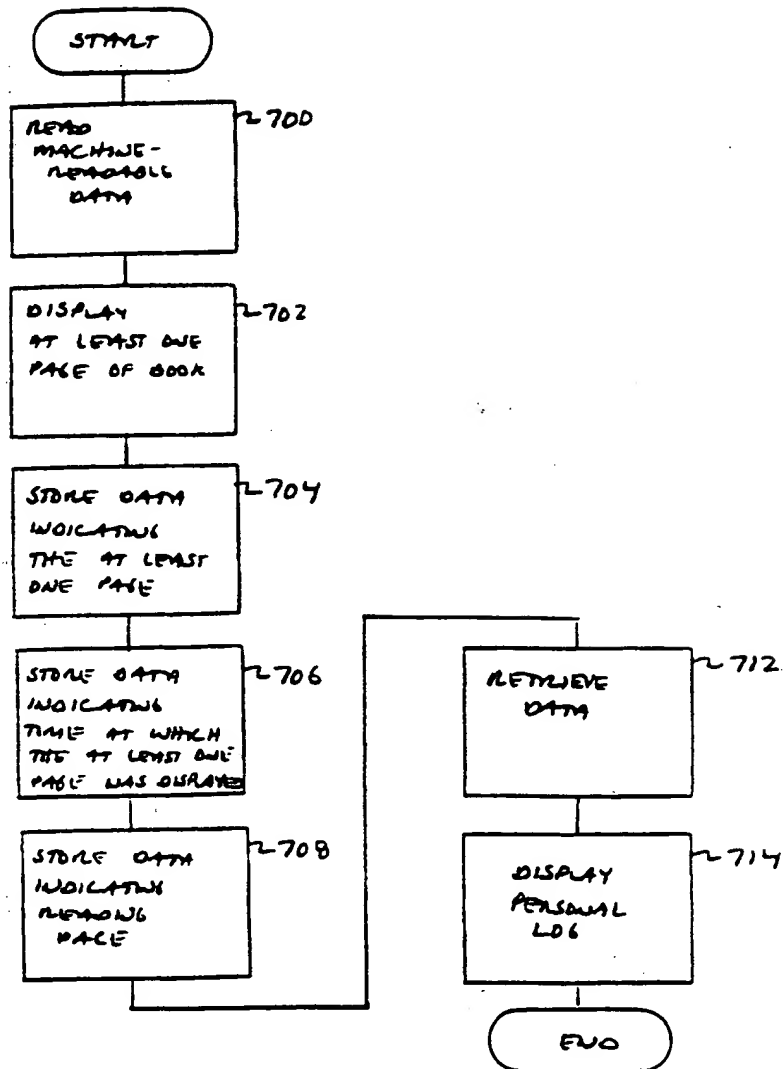 START
700
READ
MACHINE-
READABLE
DATA
702
DISPLAY
AT LEAST ONE
PAGE OF BOOK
704
STORE DATA
INDICATING
THE AT LEAST
ONE PAGE
706
STORE DATA
INDICATING
TIME AT WHICH
THE AT LEAST ONE
PAGE WAS DISPLAYED
708
STORE DATA
INDICATING
READING
PACE
712
RETRIEVE
DATA
714
DISPLAY
PERSONAL
LOG
END